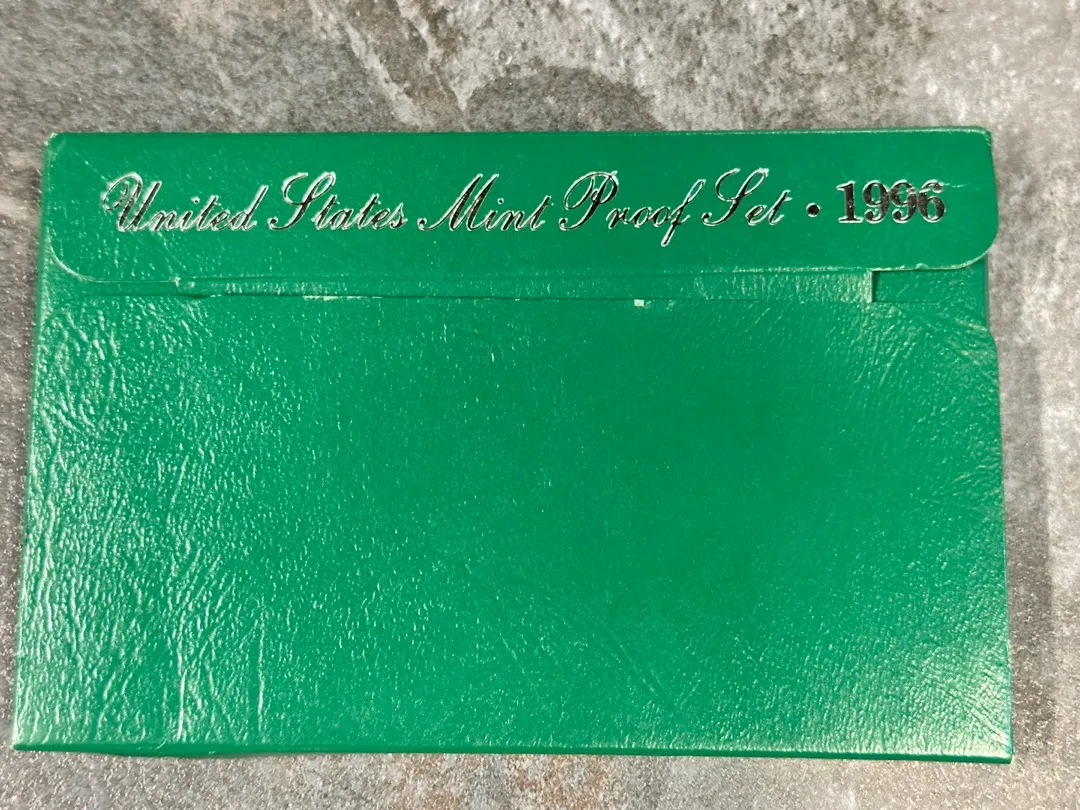 United States Mint Proof Set • 1996